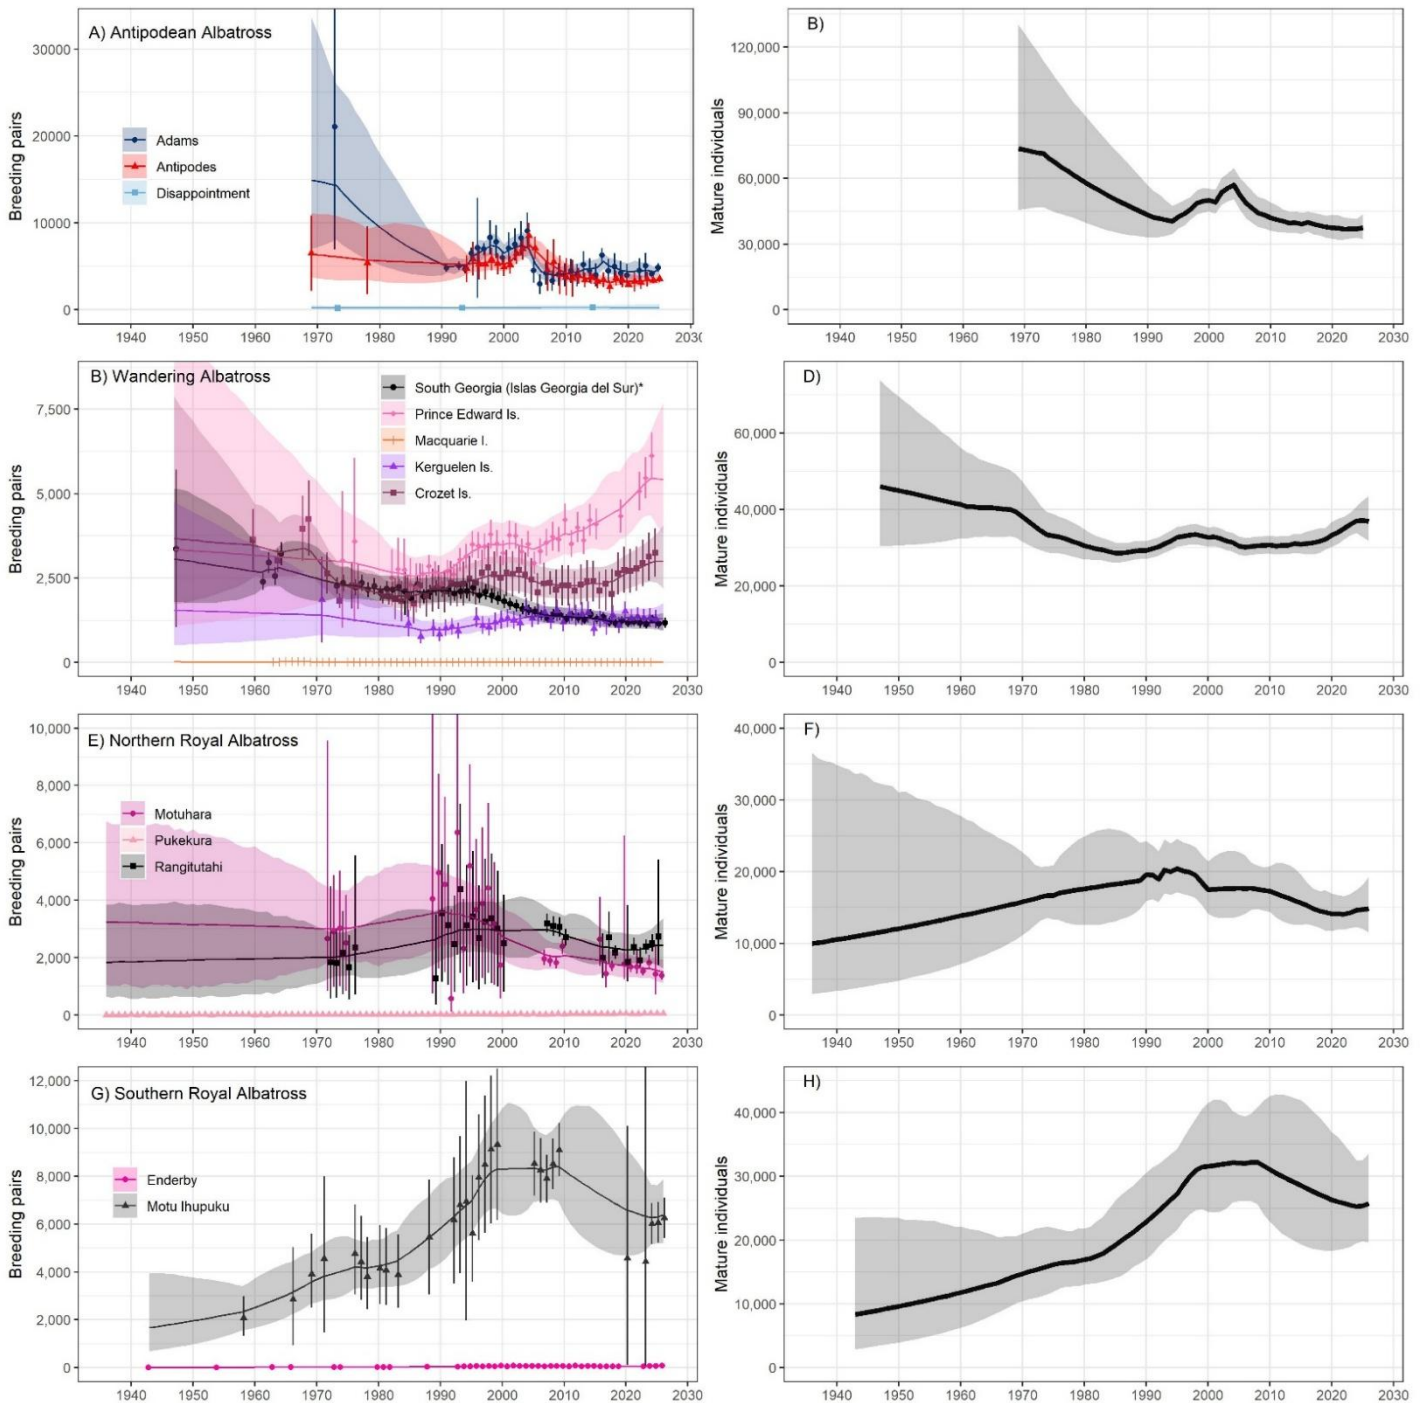 A) Antipodean Albatross
Breeding pairs
30000
20000
10000
0
Adams
Antipodes
Disappointment
1940 1950 1960 1970 1980 1990 2000 2010 2020 2030
B)
Mature individuals
120,000
90,000
60,000
30,000
0
1940 1950 1960 1970 1980 1990 2000 2010 2020 2030
B) Wandering Albatross
Breeding pairs
7,500
5,000
2,500
0
South Georgia (Islas Georgia del Sur)*
Prince Edward Is.
Macquarie I.
Kerguelen Is.
Crozet Is.
1940 1950 1960 1970 1980 1990 2000 2010 2020 2030
D)
Mature individuals
60,000
40,000
20,000
0
1940 1950 1960 1970 1980 1990 2000 2010 2020 2030
E) Northern Royal Albatross
Breeding pairs
10,000
8,000
6,000
4,000
2,000
0
Motuhara
Pukekura
Rangitutahi
1940 1950 1960 1970 1980 1990 2000 2010 2020 2030
F)
Mature individuals
40,000
30,000
20,000
10,000
0
1940 1950 1960 1970 1980 1990 2000 2010 2020 2030
G) Southern Royal Albatross
Breeding pairs
12,000
10,000
8,000
6,000
4,000
2,000
0
Enderby
Motu Ihupuku
1940 1950 1960 1970 1980 1990 2000 2010 2020 2030
H)
Mature individuals
40,000
30,000
20,000
10,000
0
1940 1950 1960 1970 1980 1990 2000 2010 2020 2030